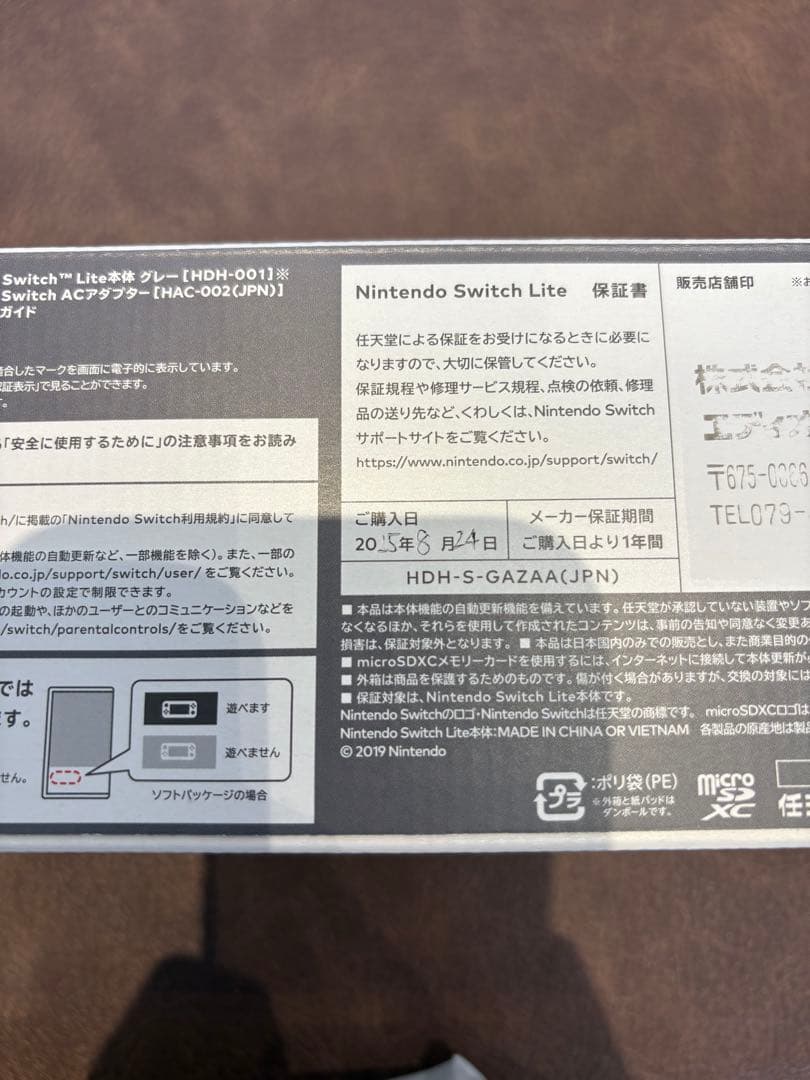 Switch™ Lite本体 グレー[HDH-001]※
Switch ACアダプター[HAC-002(JPN)]
ガイド
合したマークを画面に電子的に表示しています。
証表示」で見ることができます。
「安全に使用するために」の注意事項をお読み
ch/に掲載の「Nintendo Switch利用規約」に同意して
体機能の自動更新など、一部機能を除く)。また、一部の
do.co.jp/support/switch/user/ をご覧ください。
カウントの設定で制限できます。
の起動や、ほかのユーザーとのコミュニケーションなどを
/switch/parentalcontrols/をご覧ください。
では
ます。
せん。
遊べます
遊べません
ソフトパッケージの場合
Nintendo Switch Lite 保証書
任天堂による保証をお受けになるときに必要に
なりますので、大切に保管してください。
保証規程や修理サービス規程、点検の依頼、修理
品の送り先など、くわしくは、Nintendo Switch
サポートサイトをご覧ください。
https://www.nintendo.co.jp/support/switch/
ご購入日
2025年8月24日
メーカー保証期間
ご購入日より1年間
HDH-S-GAZAA(JPN)
販売店舗印 ※お
株式会社
エディオ
〒675-0066
TEL079-
■ 本品は本体機能の自動更新機能を備えています。任天堂が承認していない装置やソフ
なくなるほか、それらを使用して作成されたコンテンツは、事前の告知や同意なく変更あ
損害は、保証対象外となります。 ■ 本品は日本国内のみでの販売とし、また商業目的の
■ microSDXCメモリーカードを使用するには、インターネットに接続して本体更新が
■ 外箱は商品を保護するためのものです。傷が付く場合がありますが、交換の対象には
■ 保証対象は、Nintendo Switch Lite本体です。
Nintendo Switchのロゴ・Nintendo Switchは任天堂の商標です。 microSDXCロゴは
Nintendo Switch Lite本体:MADE IN CHINA OR VIETNAM 各製品の原産地は製品
© 2019 Nintendo
プラ
:ポリ袋(PE)
※外箱と紙パッドは
ダンボールです。
micro
SD
XC
任